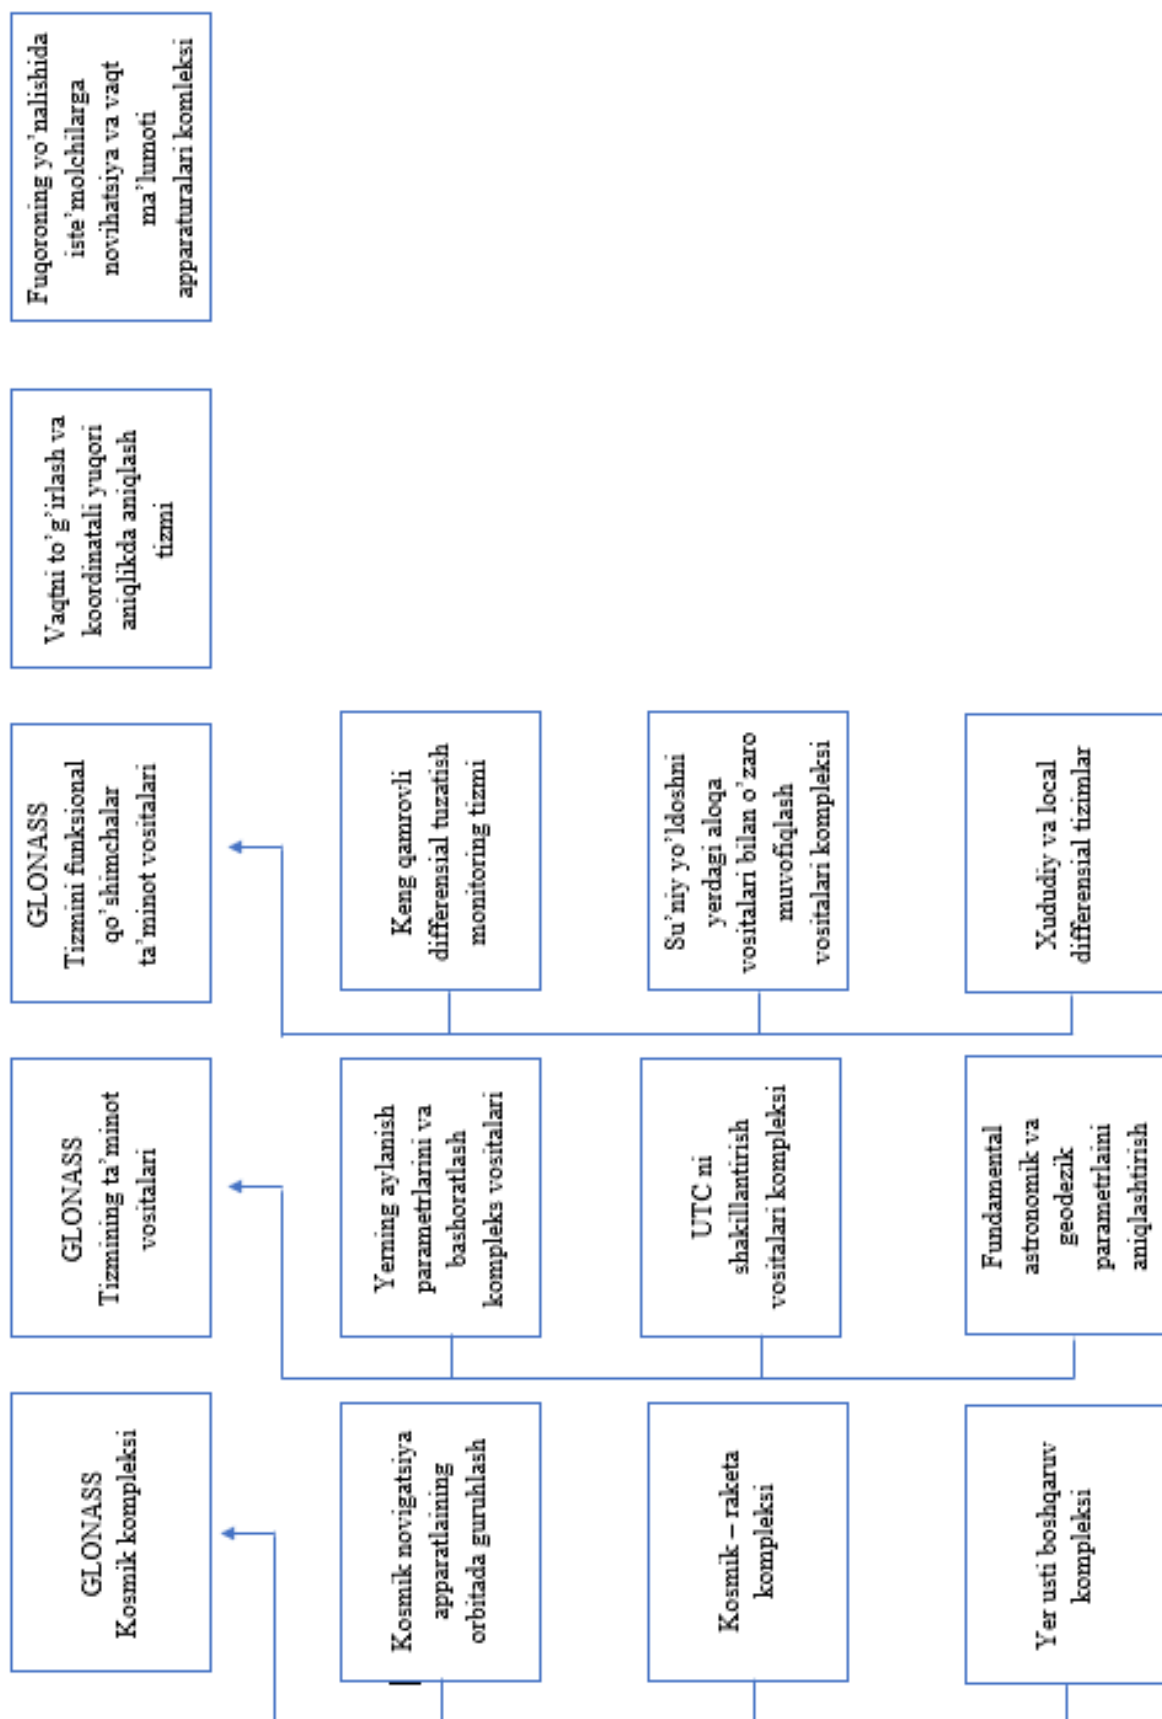 GLONASS
Kosmik kompleksi
GLONASS
Tizmining ta’minot
vositalari
GLONASS
Tizmini funksional
qo’shimchalar
ta’minot vositalari
Vaqtni to’g’irlash va
koordinatali yuqori
aniqlikda aniqlash
tizmi
Fuqoroning yo’nalishida
iste’molchilarga
novihatsiya va vaqt
ma’lumoti
apparaturalari komleksi
Kosmik novigatsiya
apparatlaining
orbitada guruhlash
Yerning aylanish
parametrlarini va
bashoratlash
kompleks vositalari
Keng qamrovli
differensial tuzatish
monitoring tizmi
Kosmik – raketa
kompleksi
UTC ni
shakillantirish
vositalari kompleksi
Su’niy yo’ldoshni
yerdagi aloqa
vositalari bilan o’zaro
muvofiqlash
vositalari kompleksi
Yer usti boshqaruv
kompleksi
Fundamental
astronomik va
geodezik
parametrlaini
aniqlashtirish
Xududiy va local
differensial tizimlar